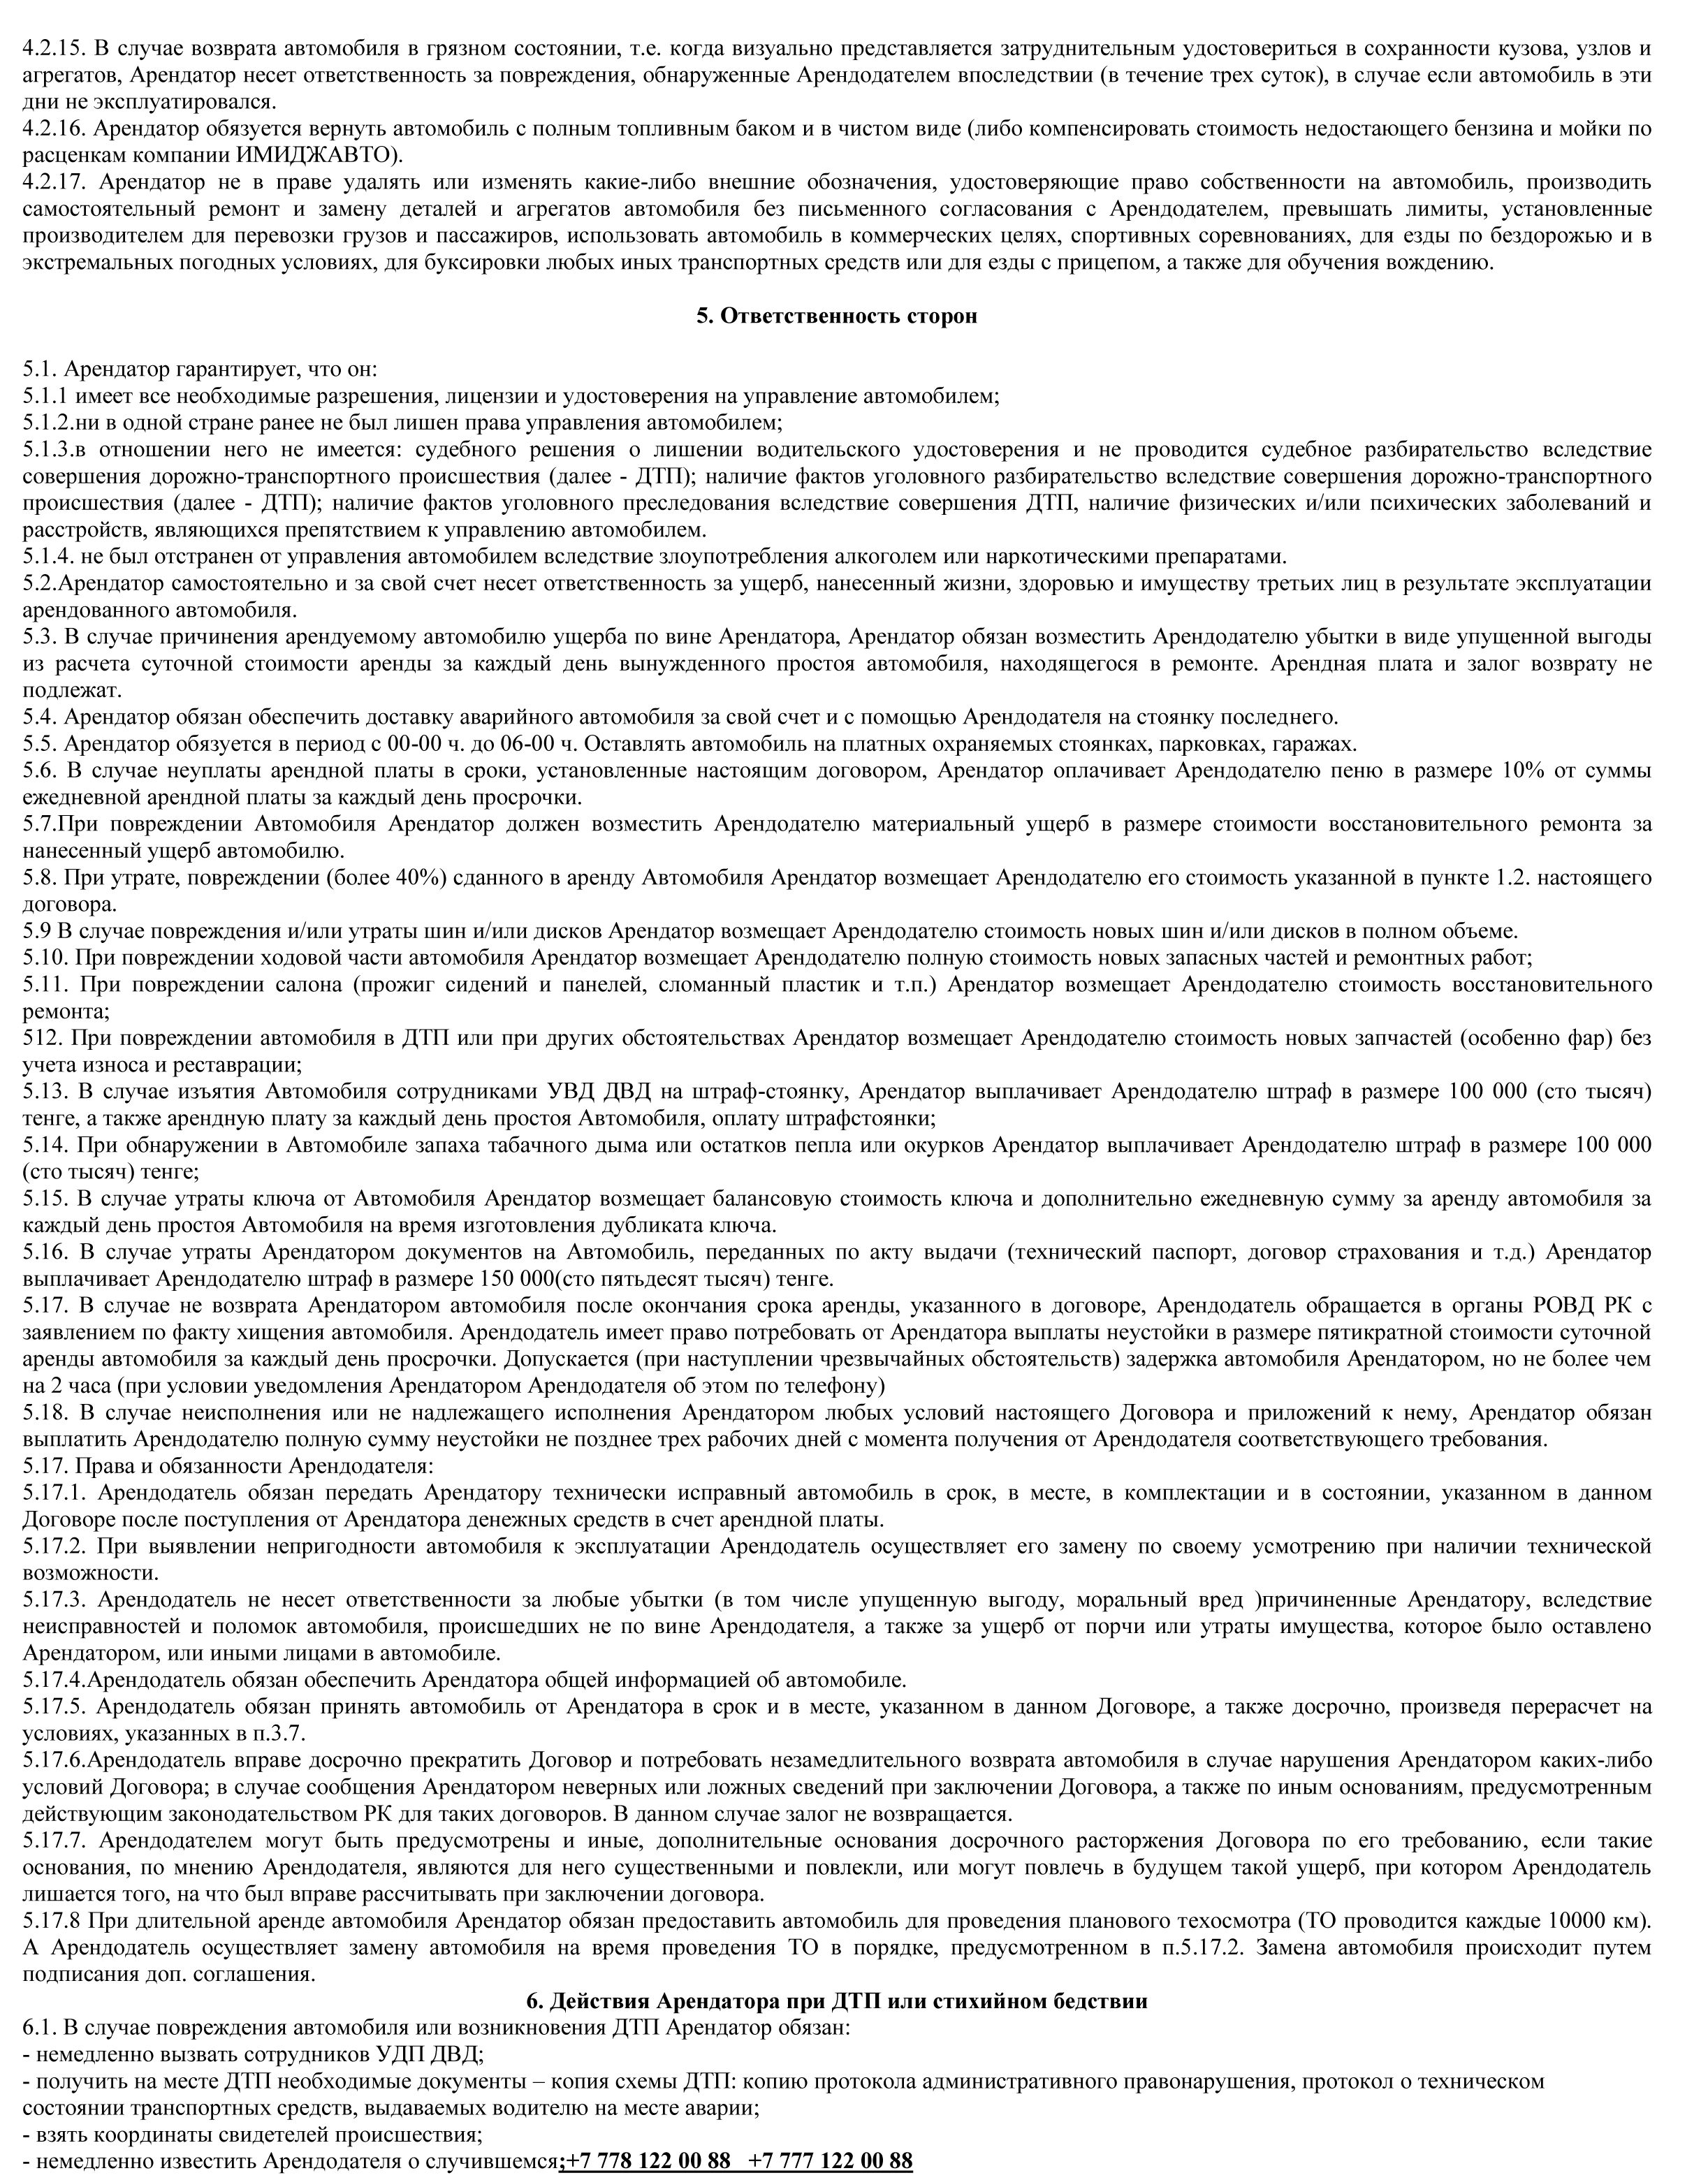 4.2.15. В случае возврата автомобиля в грязном состоянии, т.е. когда визуально представляется затруднительным удостовериться в сохранности кузова, узлов и
агрегатов, Арендатор несет ответственность за повреждения, обнаруженные Арендодателем впоследствии (в течение трех суток), в случае если автомобиль в эти
дни не эксплуатировался.
4.2.16. Арендатор обязуется вернуть автомобиль с полным топливным баком и в чистом виде (либо компенсировать стоимость недостающего бензина и мойки по
расценкам компании ИМИДЖАВТО).
4.2.17. Арендатор не в праве удалять или изменять какие-либо внешние обозначения, удостоверяющие право собственности на автомобиль, производить
самостоятельный ремонт и замену деталей и агрегатов автомобиля без письменного согласования с Арендодателем, превышать лимиты, установленные
производителем для перевозки грузов и пассажиров, использовать автомобиль в коммерческих целях, спортивных соревнованиях, для езды по бездорожью и в
экстремальных погодных условиях, для буксировки любых иных транспортных средств или для езды с прицепом, а также для обучения вождению.
5. Ответственность сторон
5.1. Арендатор гарантирует, что он:
5.1.1 имеет все необходимые разрешения, лицензии и удостоверения на управление автомобилем;
5.1.2.ни в одной стране ранее не был лишен права управления автомобилем;
5.1.3.в отношении него не имеется: судебного решения о лишении водительского удостоверения и не проводится судебное разбирательство вследствие
совершения дорожно-транспортного происшествия (далее - ДТП); наличие фактов уголовного разбирательство вследствие совершения дорожно-транспортного
происшествия (далее - ДТП); наличие фактов уголовного преследования вследствие совершения ДТП, наличие физических и/или психических заболеваний и
расстройств, являющихся препятствием к управлению автомобилем.
5.1.4. не был отстранен от управления автомобилем вследствие злоупотребления алкоголем или наркотическими препаратами.
5.2.Арендатор самостоятельно и за свой счет несет ответственность за ущерб, нанесенный жизни, здоровью и имуществу третьих лиц в результате эксплуатации
арендованного автомобиля.
5.3. В случае причинения арендуемому автомобилю ущерба по вине Арендатора, Арендатор обязан возместить Арендодателю убытки в виде упущенной выгоды
из расчета суточной стоимости аренды за каждый день вынужденного простоя автомобиля, находящегося в ремонте. Арендная плата и залог возврату не
подлежат.
5.4. Арендатор обязан обеспечить доставку аварийного автомобиля за свой счет и с помощью Арендодателя на стоянку последнего.
5.5. Арендатор обязуется в период с 00-00 ч. до 06-00 ч. Оставлять автомобиль на платных охраняемых стоянках, парковках, гаражах.
5.6. В случае неуплаты арендной платы в сроки, установленные настоящим договором, Арендатор оплачивает Арендодателю пеню в размере 10% от суммы
ежедневной арендной платы за каждый день просрочки.
5.7.При повреждении Автомобиля Арендатор должен возместить Арендодателю материальный ущерб в размере стоимости восстановительного ремонта за
нанесенный ущерб автомобилю.
5.8. При утрате, повреждении (более 40%) сданного в аренду Автомобиля Арендатор возмещает Арендодателю его стоимость указанной в пункте 1.2. настоящего
договора.
5.9 В случае повреждения и/или утраты шин и/или дисков Арендатор возмещает Арендодателю стоимость новых шин и/или дисков в полном объеме.
5.10. При повреждении ходовой части автомобиля Арендатор возмещает Арендодателю полную стоимость новых запасных частей и ремонтных работ;
5.11. При повреждении салона (прожиг сидений и панелей, сломанный пластик и т.п.) Арендатор возмещает Арендодателю стоимость восстановительного
ремонта;
512. При повреждении автомобиля в ДТП или при других обстоятельствах Арендатор возмещает Арендодателю стоимость новых запчастей (особенно фар) без
учета износа и реставрации;
5.13. В случае изъятия Автомобиля сотрудниками УВД ДВД на штраф-стоянку, Арендатор выплачивает Арендодателю штраф в размере 100 000 (сто тысяч)
тенге, а также арендную плату за каждый день простоя Автомобиля, оплату штрафстоянки;
5.14. При обнаружении в Автомобиле запаха табачного дыма или остатков пепла или окурков Арендатор выплачивает Арендодателю штраф в размере 100 000
(сто тысяч) тенге;
5.15. В случае утраты ключа от Автомобиля Арендатор возмещает балансовую стоимость ключа и дополнительно ежедневную сумму за аренду автомобиля за
каждый день простоя Автомобиля на время изготовления дубликата ключа.
5.16. В случае утраты Арендатором документов на Автомобиль, переданных по акту выдачи (технический паспорт, договор страхования и т.д.) Арендатор
выплачивает Арендодателю штраф в размере 150 000(сто пятьдесят тысяч) тенге.
5.17. В случае не возврата Арендатором автомобиля после окончания срока аренды, указанного в договоре, Арендодатель обращается в органы РОВД РК с
заявлением по факту хищения автомобиля. Арендодатель имеет право потребовать от Арендатора выплаты неустойки в размере пятикратной стоимости суточной
аренды автомобиля за каждый день просрочки. Допускается (при наступлении чрезвычайных обстоятельств) задержка автомобиля Арендатором, но не более чем
на 2 часа (при условии уведомления Арендатором Арендодателя об этом по телефону)
5.18. В случае неисполнения или не надлежащего исполнения Арендатором любых условий настоящего Договора и приложений к нему, Арендатор обязан
выплатить Арендодателю полную сумму неустойки не позднее трех рабочих дней с момента получения от Арендодателя соответствующего требования.
5.17. Права и обязанности Арендодателя:
5.17.1. Арендодатель обязан передать Арендатору технически исправный автомобиль в срок, в месте, в комплектации и в состоянии, указанном в данном
Договоре после поступления от Арендатора денежных средств в счет арендной платы.
5.17.2. При выявлении непригодности автомобиля к эксплуатации Арендодатель осуществляет его замену по своему усмотрению при наличии технической
возможности.
5.17.3. Арендодатель не несет ответственности за любые убытки (в том числе упущенную выгоду, моральный вред )причиненные Арендатору, вследствие
неисправностей и поломок автомобиля, происшедших не по вине Арендодателя, а также за ущерб от порчи или утраты имущества, которое было оставлено
Арендатором, или иными лицами в автомобиле.
5.17.4.Арендодатель обязан обеспечить Арендатора общей информацией об автомобиле.
5.17.5. Арендодатель обязан принять автомобиль от Арендатора в срок и в месте, указанном в данном Договоре, а также досрочно, произведя перерасчет на
условиях, указанных в п.3.7.
5.17.6.Арендодатель вправе досрочно прекратить Договор и потребовать незамедлительного возврата автомобиля в случае нарушения Арендатором каких-либо
условий Договора; в случае сообщения Арендатором неверных или ложных сведений при заключении Договора, а также по иным основаниям, предусмотренным
действующим законодательством РК для таких договоров. В данном случае залог не возвращается.
5.17.7. Арендодателем могут быть предусмотрены и иные, дополнительные основания досрочного расторжения Договора по его требованию, если такие
основания, по мнению Арендодателя, являются для него существенными и повлекли, или могут повлечь в будущем такой ущерб, при котором Арендодатель
лишается того, на что был вправе рассчитывать при заключении договора.
5.17.8 При длительной аренде автомобиля Арендатор обязан предоставить автомобиль для проведения планового техосмотра (ТО проводится каждые 10000 км).
А Арендодатель осуществляет замену автомобиля на время проведения ТО в порядке, предусмотренном в п.5.17.2. Замена автомобиля происходит путем
подписания доп. соглашения.
6. Действия Арендатора при ДТП или стихийном бедствии
6.1. В случае повреждения автомобиля или возникновения ДТП Арендатор обязан:
- немедленно вызвать сотрудников УДП ДВД;
- получить на месте ДТП необходимые документы – копия схемы ДТП: копию протокола административного правонарушения, протокол о техническом
состоянии транспортных средств, выдаваемых водителю на месте аварии;
- взять координаты свидетелей происшествия;
- немедленно известить Арендодателя о случившемся;+7 778 122 00 88 +7 777 122 00 88